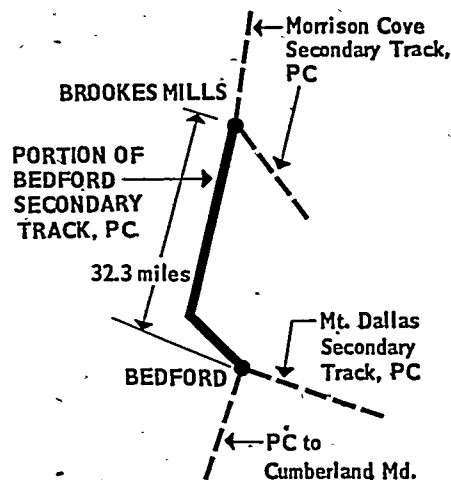 Morrison Cove
Secondary Track,
PC
BROOKES MILLS
PORTION OF
BEDFORD
SECONDARY
TRACK, PC
32.3 miles
Mt. Dallas
Secondary
Track, PC
BEDFORD
PC to
Cumberland Md.